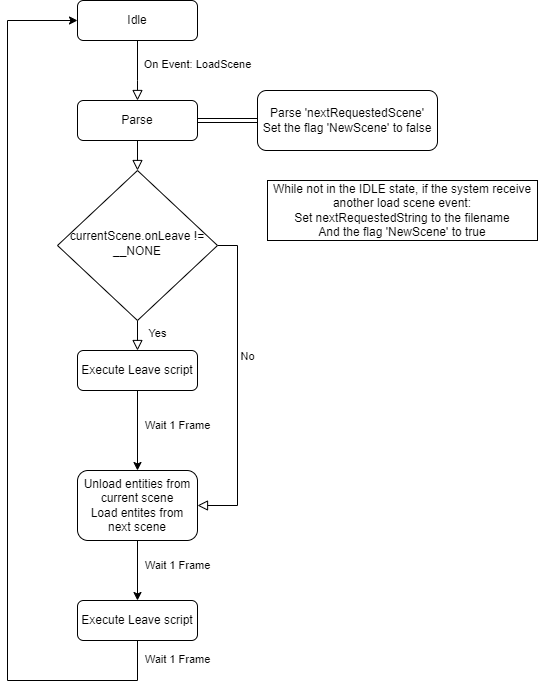 Idle
On Event: LoadScene
Parse
Parse 'nextRequestedScene'
Set the flag 'NewScene' to false
While not in the IDLE state, if the system receive
another load scene event:
Set nextRequestedString to the filename
And the flag 'NewScene' to true
currentScene.onLeave !=
__NONE
Yes
No
Execute Leave script
Wait 1 Frame
Unload entities from
current scene
Load entites from
next scene
Wait 1 Frame
Execute Leave script
Wait 1 Frame